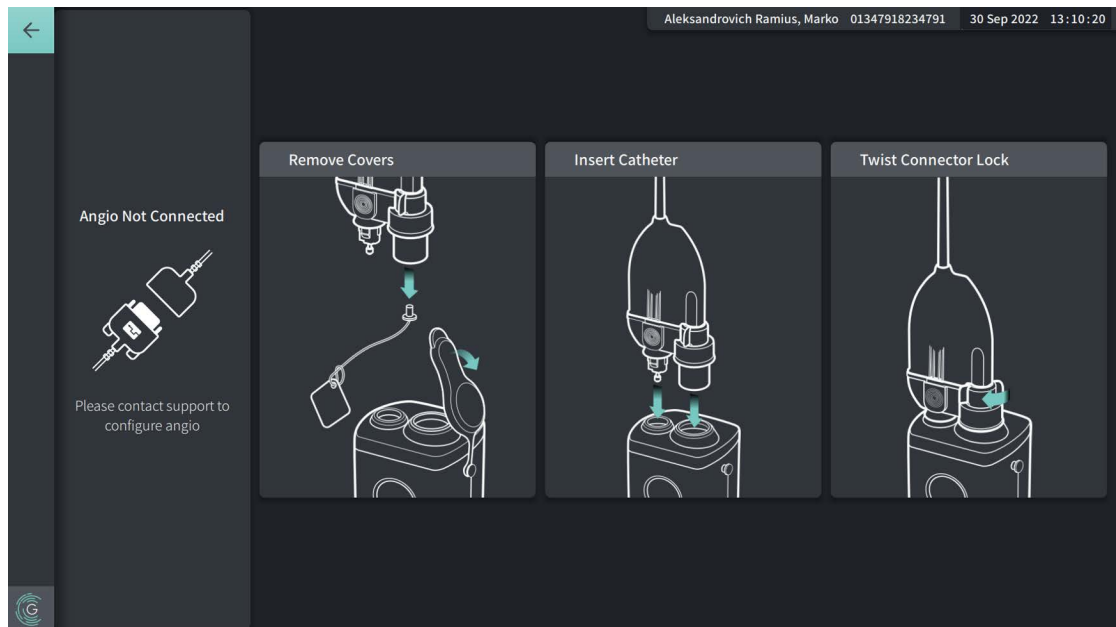 Aleksandrovich Ramius, Marko 01347918234791 30 Sep 2022 13:10:20
Angio Not Connected
Please contact support to
configure angio
Remove Covers
Insert Catheter
Twist Connector Lock
G